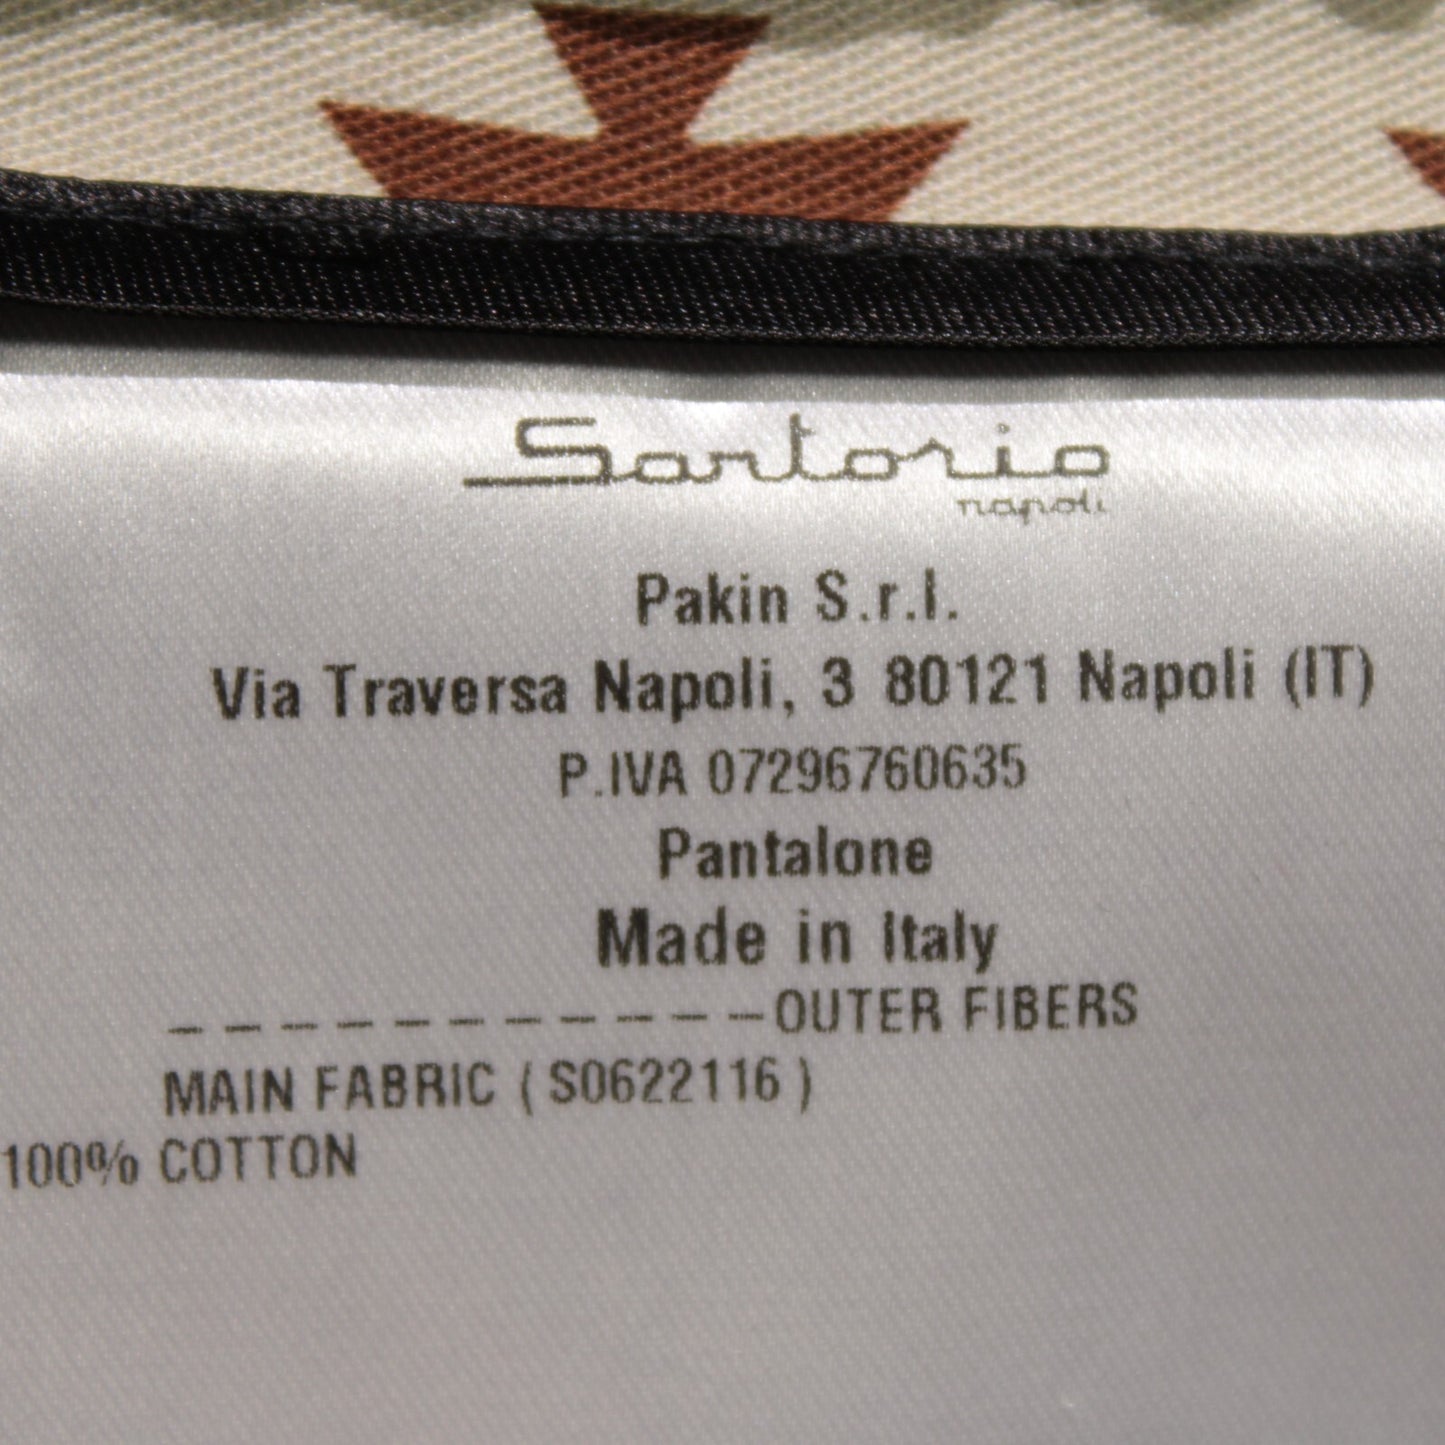 Sartorio
napoli
Pakin S.r.l.
Via Traversa Napoli, 3 80121 Napoli (IT)
P.IVA 07296760635
Pantalone
Made in Italy
-----------OUTER FIBERS
MAIN FABRIC ( S0622116 )
100% COTTON